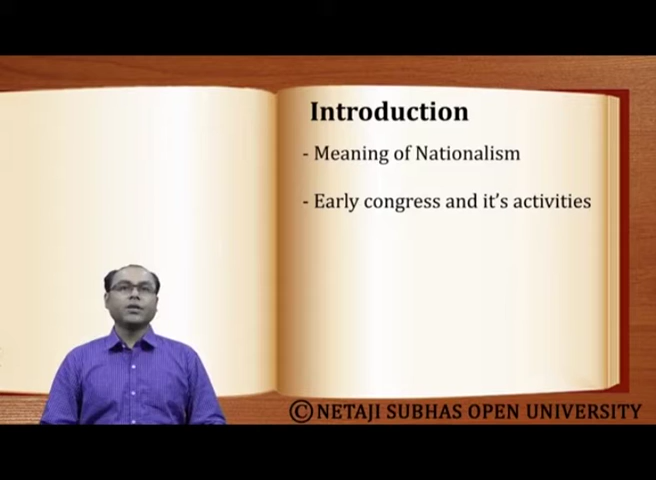 Introduction
- Meaning of Nationalism
- Early congress and it's activities
© NETAJI SUBHAS OPEN UNIVERSITY